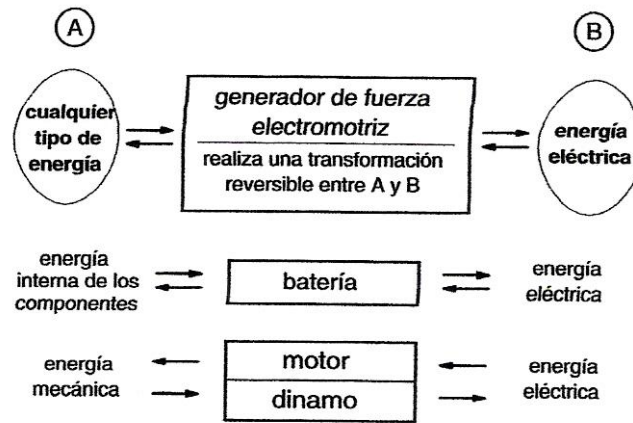 A
B
cualquier
tipo de
energía
generador de fuerza
electromotriz
realiza una transformación
reversible entre A y B
energía
eléctrica
energía
interna de los
componentes
batería
energía
eléctrica
energía
mecánica
motor
dinamo
energía
eléctrica